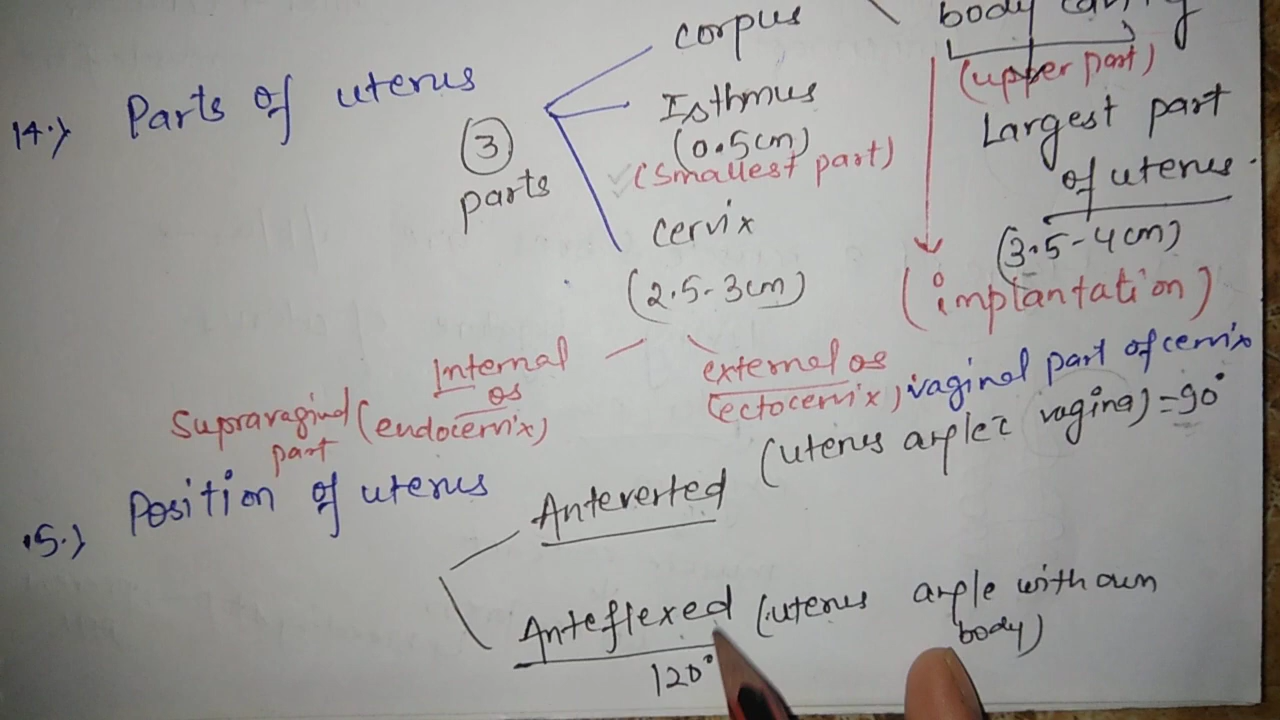 corpus
body cavity
(upper part)
Largest part
of uterus.
(3.5-4cm)
(implantation)
14.) Parts of uterus
3
parts
Isthmus
(0.5cm)
(smallest part)
cervix
(2.5-3cm)
Internal
os
(endocervix)
Supravaginal
part
external os
(ectocervix) vaginal part of cervix
15.) Position of uterus
Anteverted (uterus angle c̄ vagina) = 90°
Anteflexed (uterus angle with own
body)
120°